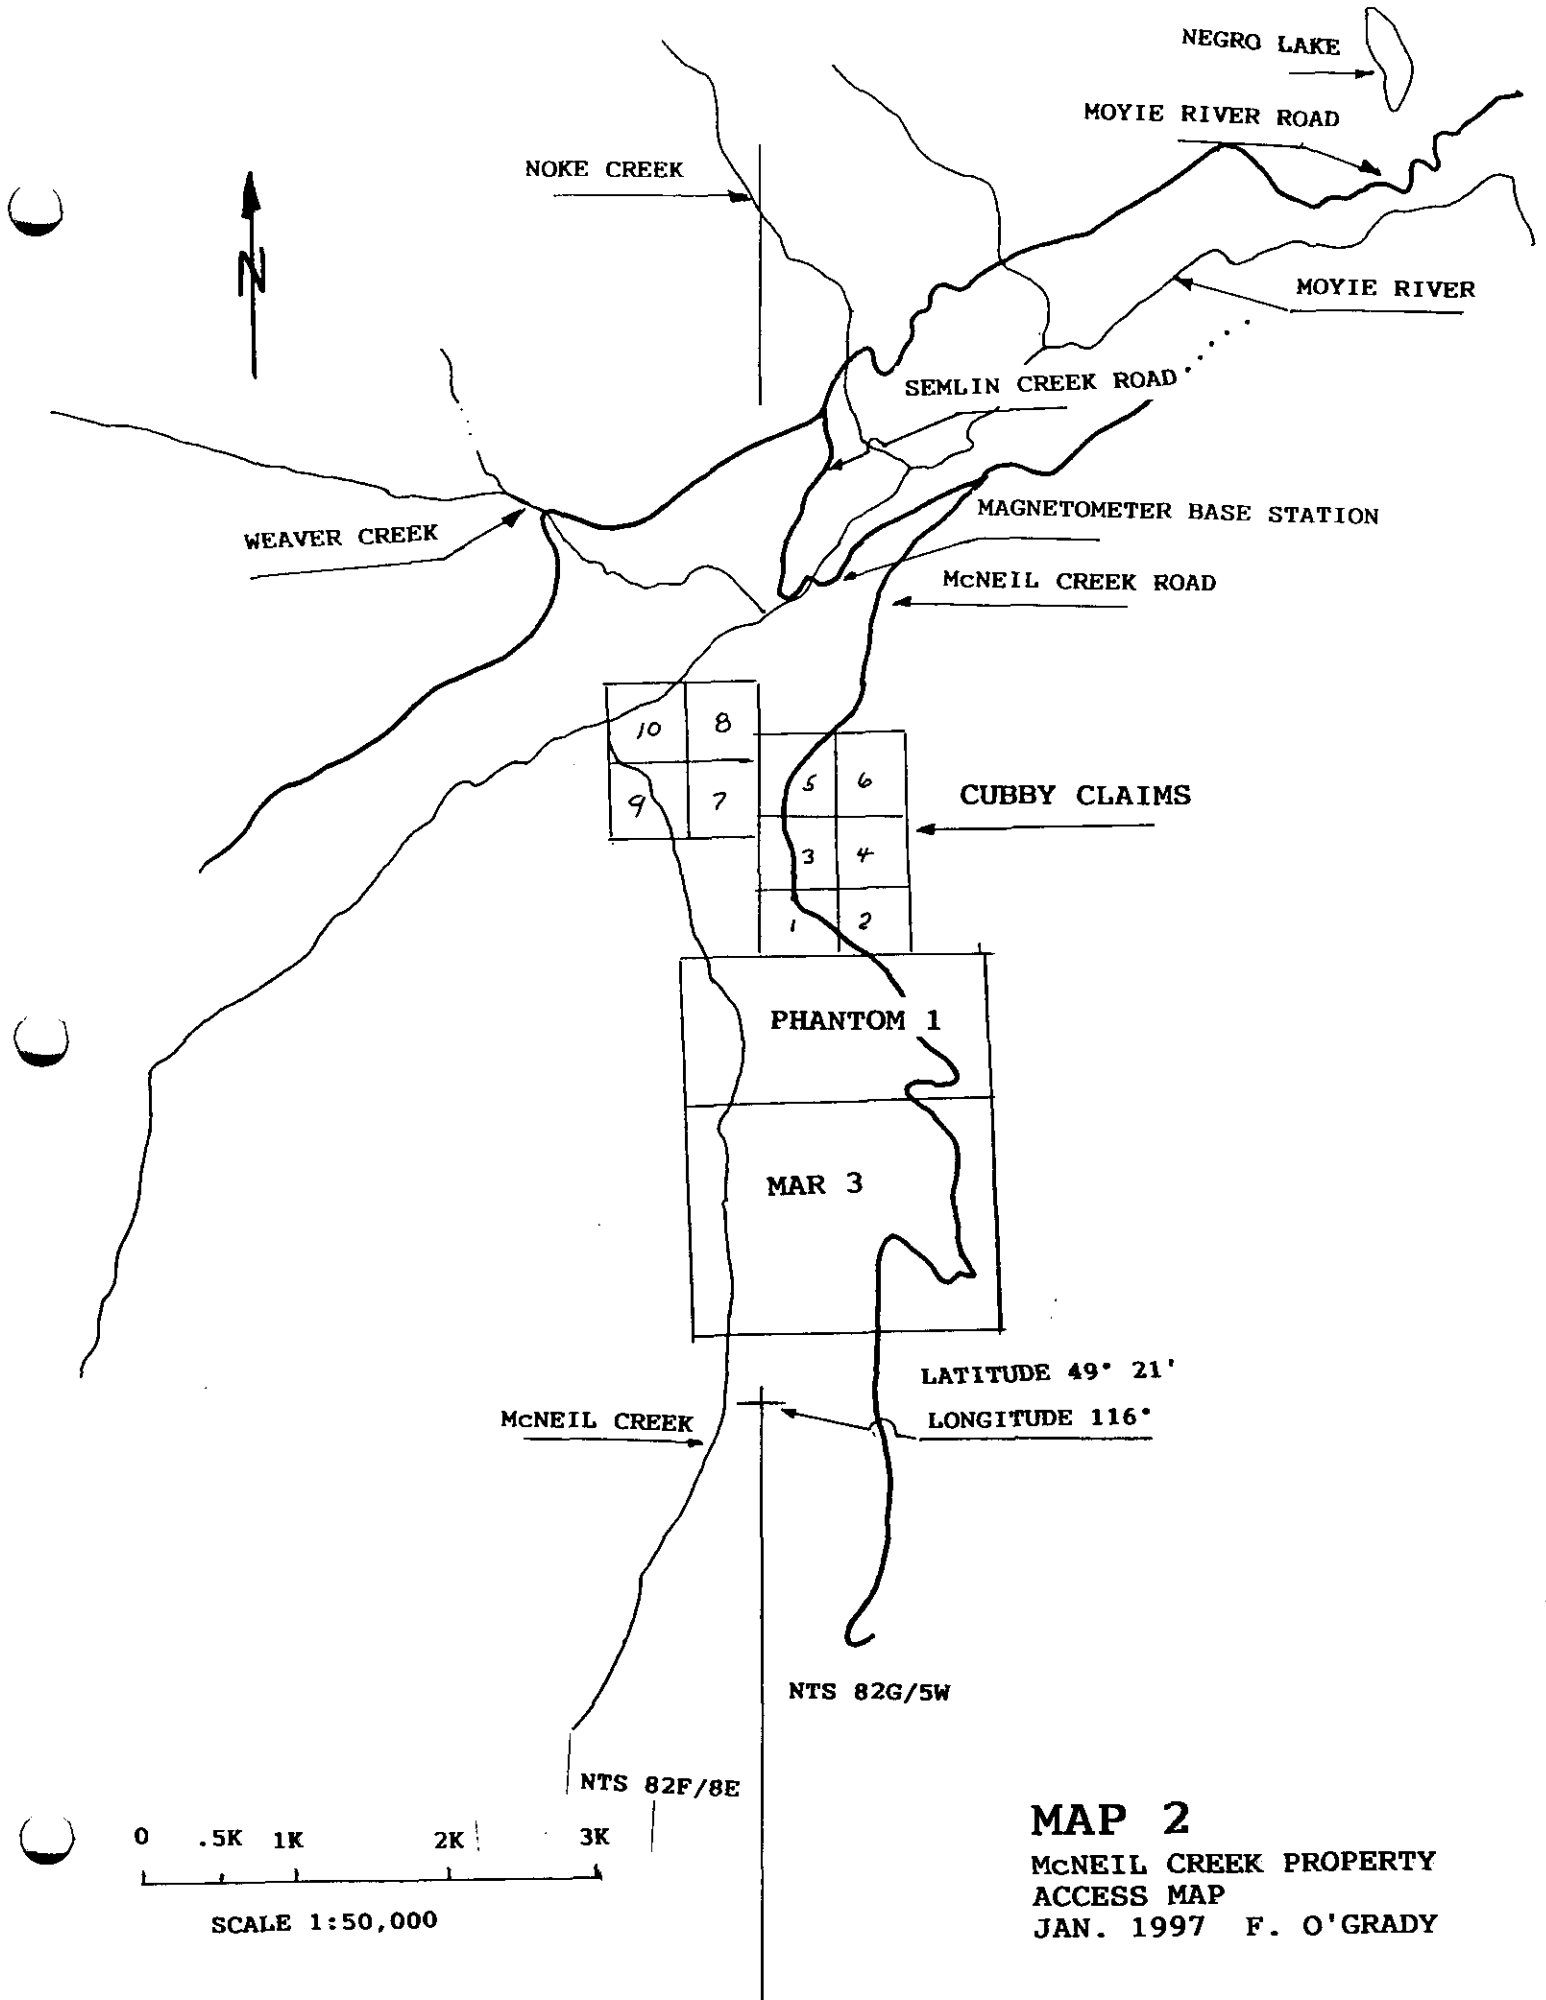 NEGRO LAKE
MOYIE RIVER ROAD
NOKE CREEK
N
MOYIE RIVER
SEMLIN CREEK ROAD
MAGNETOMETER BASE STATION
WEAVER CREEK
McNEIL CREEK ROAD
10 8
5 6
9 7
CUBBY CLAIMS
3 4
1 2
PHANTOM 1
MAR 3
LATITUDE 49° 21'
LONGITUDE 116°
McNEIL CREEK
NTS 82G/5W
NTS 82F/8E
0 .5K 1K 2K 3K
SCALE 1:50,000
MAP 2
McNEIL CREEK PROPERTY
ACCESS MAP
JAN. 1997 F. O'GRADY